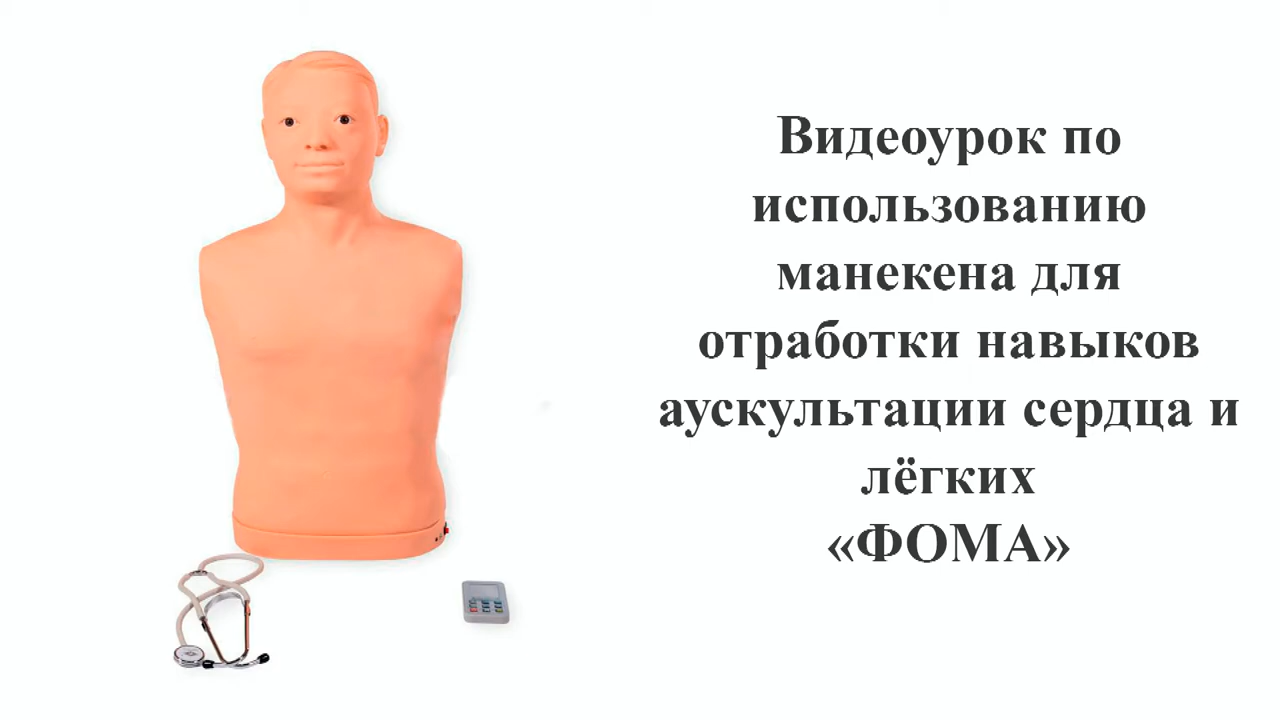 Видеоурок по
использованию
манекена для
отработки навыков
аускультации сердца и
лёгких
«ФОМА»